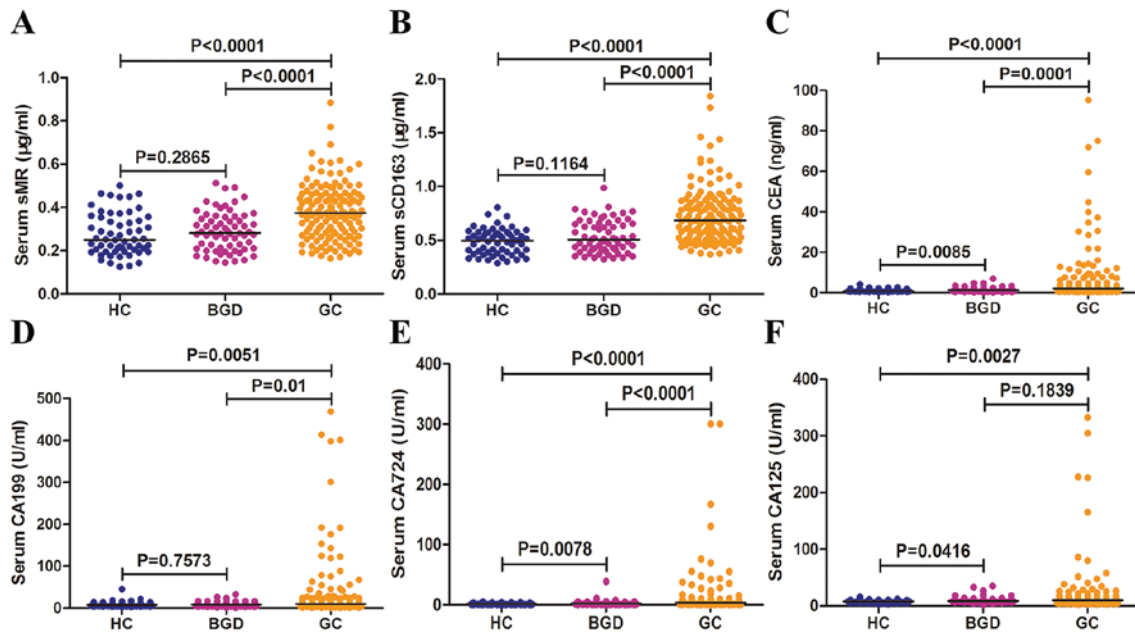 A
P<0.0001
P<0.0001
P=0.2865
Serum sMR (μg/ml)
1.0
0.8
0.6
0.4
0.2
0.0
HC BGD GC
B
P<0.0001
P<0.0001
P=0.1164
Serum sCD163 (μg/ml)
2.0
1.5
1.0
0.5
0.0
HC BGD GC
C
P<0.0001
P=0.0001
P=0.0085
Serum CEA (ng/ml)
100
80
60
40
20
0
HC BGD GC
D
P=0.0051
P=0.01
P=0.7573
Serum CA199 (U/ml)
500
400
300
200
100
0
HC BGD GC
E
P<0.0001
P<0.0001
P=0.0078
Serum CA724 (U/ml)
400
300
200
100
0
HC BGD GC
F
P=0.0027
P=0.1839
P=0.0416
Serum CA125 (U/ml)
400
300
200
100
0
HC BGD GC